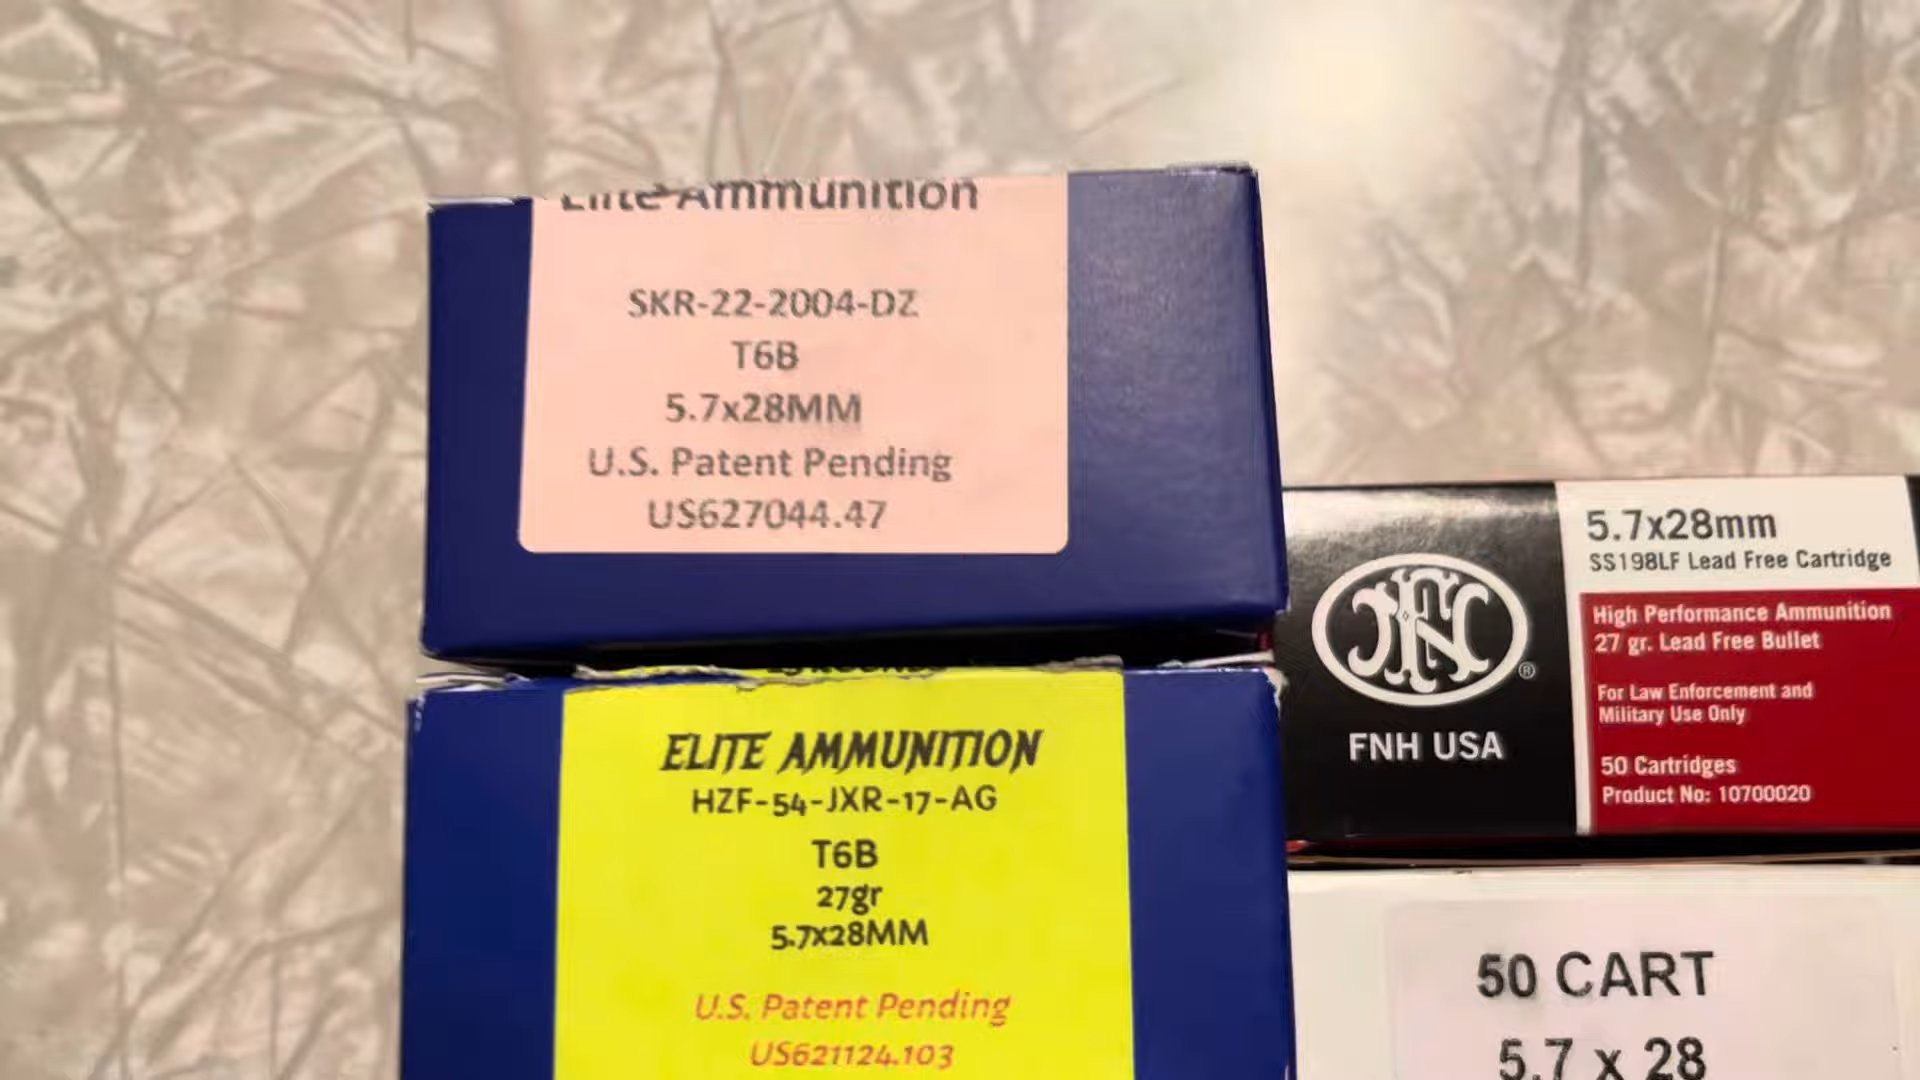 Elite Ammunition
SKR-22-2004-DZ
T6B
5.7x28MM
U.S. Patent Pending
US627044.47
ELITE AMMUNITION
HZF-54-JXR-17-AG
T6B
27gr
5.7x28MM
U.S. Patent Pending
US621124.103
FN
®
FNH USA
5.7x28mm
SS198LF Lead Free Cartridge
High Performance Ammunition
27 gr. Lead Free Bullet
For Law Enforcement and
Military Use Only
50 Cartridges
Product No: 10700020
50 CART
5.7 x 28